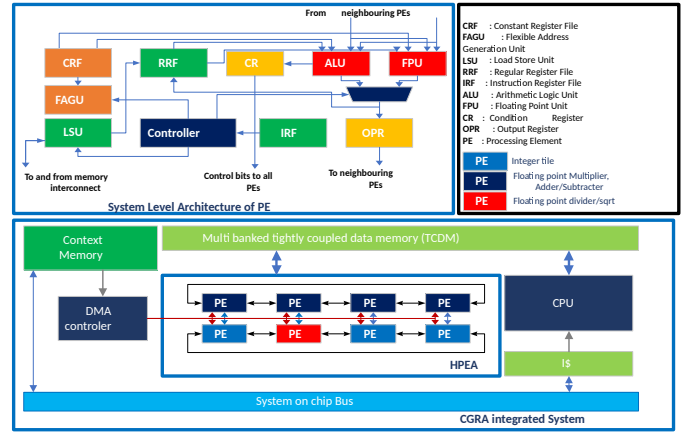 From neighbouring PEs
CRF
RRF
CR
ALU
FPU
FAGU
LSU
Controller
IRF
OPR
To and from memory
interconnect
Control bits to all
PEs
To neighbouring
PEs
System Level Architecture of PE
CRF : Constant Register File
FAGU : Flexible Address
Generation Unit
LSU : Load Store Unit
RRF : Regular Register File
IRF : Instruction Register File
ALU : Arithmetic Logic Unit
FPU : Floating Point Unit
CR : Condition Register
OPR : Output Register
PE : Processing Element
PE Integer tile
PE Floating point Multiplier,
Adder/Subtracter
PE Floating point divider/sqrt
Context
Memory
Multi banked tightly coupled data memory (TCDM)
DMA
controler
PE PE PE PE
PE PE PE PE
HPEA
CPU
I$
System on chip Bus
CGRA integrated System